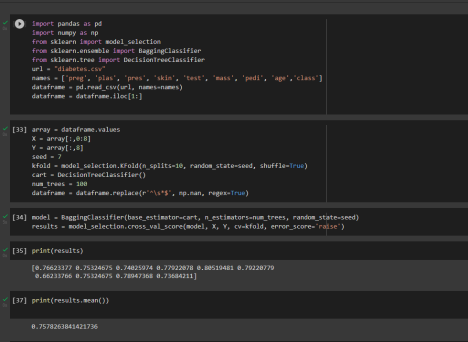 import pandas as pd
import numpy as np
from sklearn import model_selection
from sklearn.ensemble import BaggingClassifier
from sklearn.tree import DecisionTreeClassifier
url = "diabetes.csv"
names = ['preg', 'plas', 'pres', 'skin', 'test', 'mass', 'pedi', 'age','class']
dataframe = pd.read_csv(url, names=names)
dataframe = dataframe.iloc[1:]
[33] array = dataframe.values
X = array[:,0:8]
Y = array[:,8]
seed = 7
kfold = model_selection.KFold(n_splits=10, random_state=seed, shuffle=True)
cart = DecisionTreeClassifier()
num_trees = 100
dataframe = dataframe.replace(r'^\s*$', np.nan, regex=True)
[34] model = BaggingClassifier(base_estimator=cart, n_estimators=num_trees, random_state=seed)
results = model_selection.cross_val_score(model, X, Y, cv=kfold, error_score='raise')
[35] print(results)
[0.76623377 0.75324675 0.74025974 0.77922078 0.80519481 0.79220779
0.66233766 0.75324675 0.78947368 0.73684211]
[37] print(results.mean())
0.7578263841421736